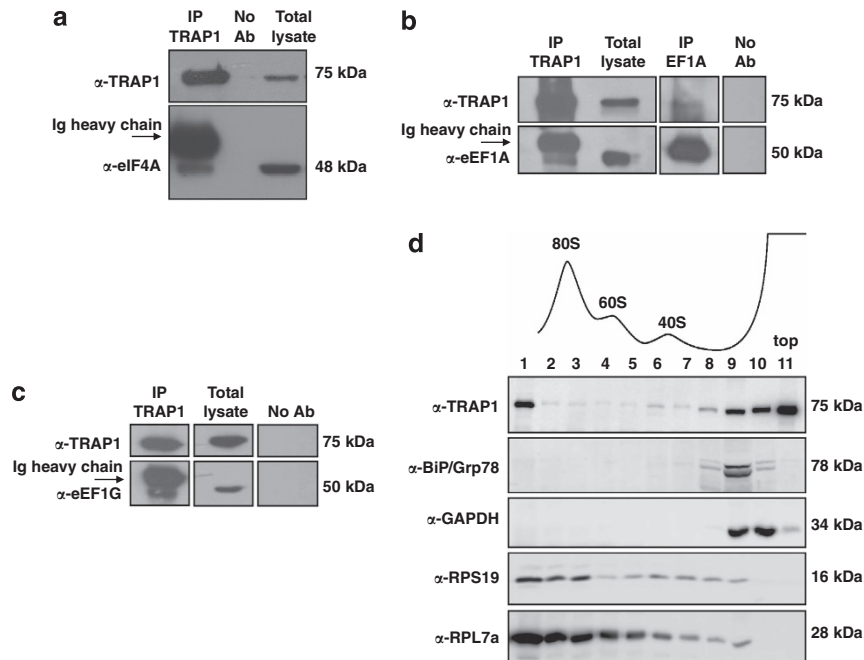 a
IP TRAP1
No Ab
Total lysate
α-TRAP1
75 kDa
Ig heavy chain
α-eIF4A
48 kDa
b
IP TRAP1
Total lysate
IP EF1A
No Ab
α-TRAP1
75 kDa
Ig heavy chain
α-eEF1A
50 kDa
c
IP TRAP1
Total lysate
No Ab
α-TRAP1
75 kDa
Ig heavy chain
α-eEF1G
50 kDa
d
80S
60S
40S
top
1 2 3 4 5 6 7 8 9 10 11
α-TRAP1
75 kDa
α-BiP/Grp78
78 kDa
α-GAPDH
34 kDa
α-RPS19
16 kDa
α-RPL7a
28 kDa